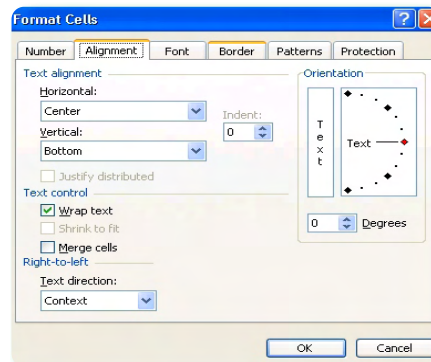 Format Cells
Number Alignment Font Border Patterns Protection
Text alignment
Horizontal:
Center
Indent:
Vertical:
0
Bottom
Justify distributed
Text control
Wrap text
Shrink to fit
Merge cells
Right-to-left
Text direction:
Context
Orientation
Text
Text
0 Degrees
OK Cancel